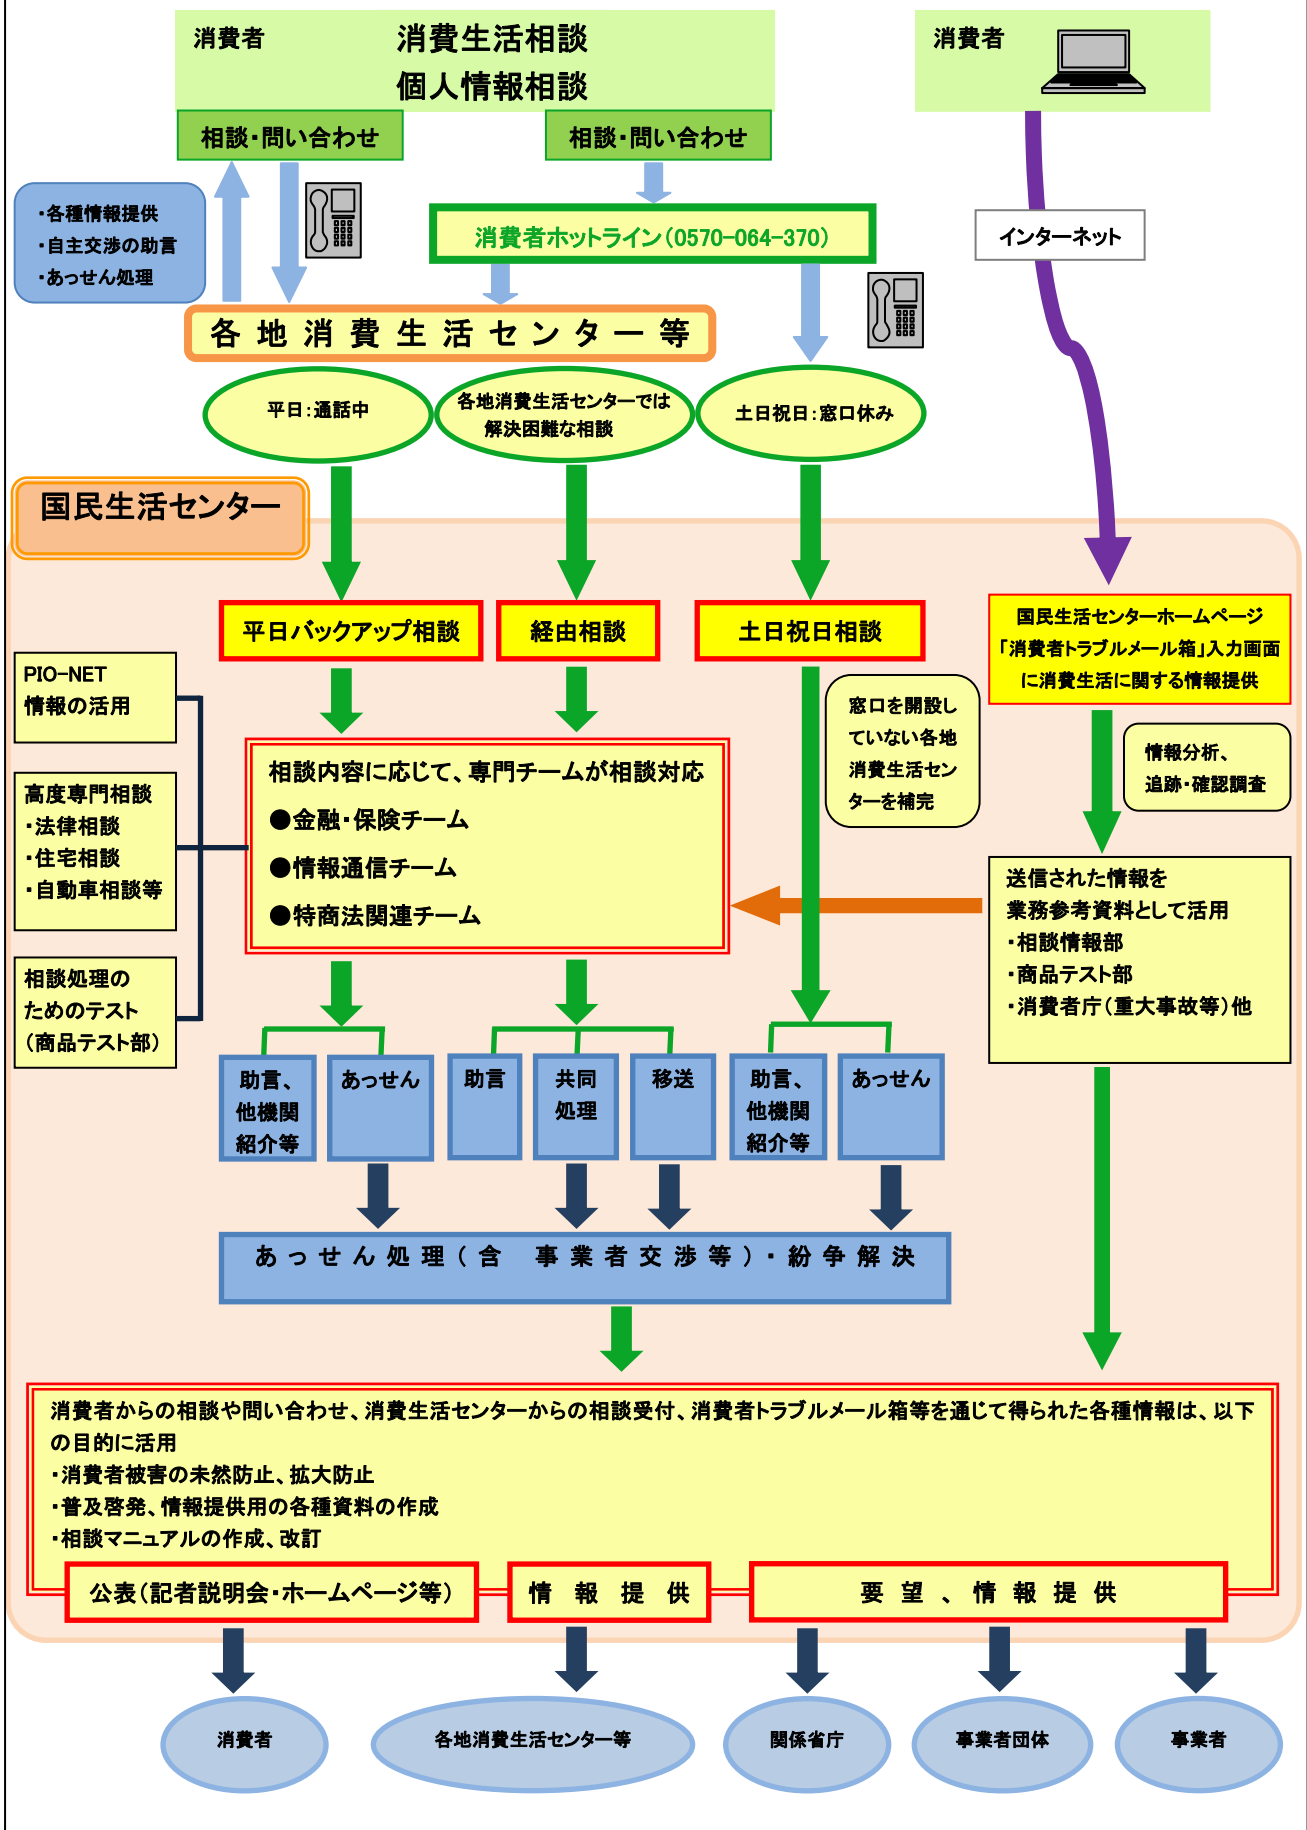 消費者
消費生活相談
個人情報相談
消費者
相談・問い合わせ
相談・問い合わせ
・各種情報提供
・自主交渉の助言
・あっせん処理
消費者ホットライン(0570-064-370)
インターネット
各地消費生活センター等
平日:通話中
各地消費生活センターでは
解決困難な相談
土日祝日:窓口休み
国民生活センター
平日バックアップ相談
経由相談
土日祝日相談
国民生活センターホームページ
「消費者トラブルメール箱」入力画面
に消費生活に関する情報提供
PIO-NET
情報の活用
窓口を開設し
ていない各地
消費生活セン
ターを補完
情報分析、
追跡・確認調査
高度専門相談
・法律相談
・住宅相談
・自動車相談等
相談内容に応じて、専門チームが相談対応
●金融・保険チーム
●情報通信チーム
●特商法関連チーム
送信された情報を
業務参考資料として活用
・相談情報部
・商品テスト部
・消費者庁(重大事故等)他
相談処理の
ためのテスト
(商品テスト部)
助言、
他機関
紹介等
あっせん
助言
共同
処理
移送
助言、
他機関
紹介等
あっせん
あっせん処理(含 事業者交渉等)・紛争解決
消費者からの相談や問い合わせ、消費生活センターからの相談受付、消費者トラブルメール箱等を通じて得られた各種情報は、以下
の目的に活用
・消費者被害の未然防止、拡大防止
・普及啓発、情報提供用の各種資料の作成
・相談マニュアルの作成、改訂
公表(記者説明会・ホームページ等)
情報提供
要望、情報提供
消費者
各地消費生活センター等
関係省庁
事業者団体
事業者